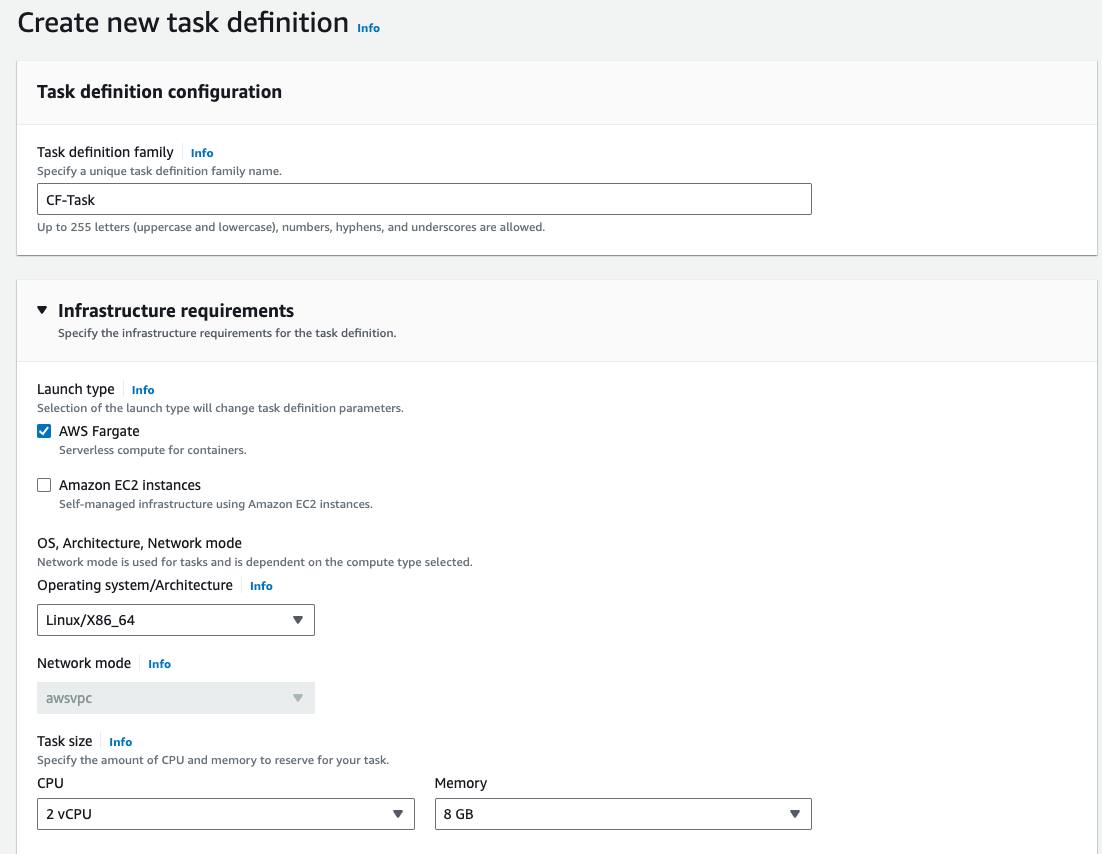 Create new task definition Info
Task definition configuration
Task definition family Info
Specify a unique task definition family name.
CF-Task
Up to 255 letters (uppercase and lowercase), numbers, hyphens, and underscores are allowed.
Infrastructure requirements
Specify the infrastructure requirements for the task definition.
Launch type Info
Selection of the launch type will change task definition parameters.
AWS Fargate
Serverless compute for containers.
Amazon EC2 instances
Self-managed infrastructure using Amazon EC2 instances.
OS, Architecture, Network mode
Network mode is used for tasks and is dependent on the compute type selected.
Operating system/Architecture Info
Linux/X86_64
Network mode Info
awsvpc
Task size Info
Specify the amount of CPU and memory to reserve for your task.
CPU Memory
2 vCPU 8 GB